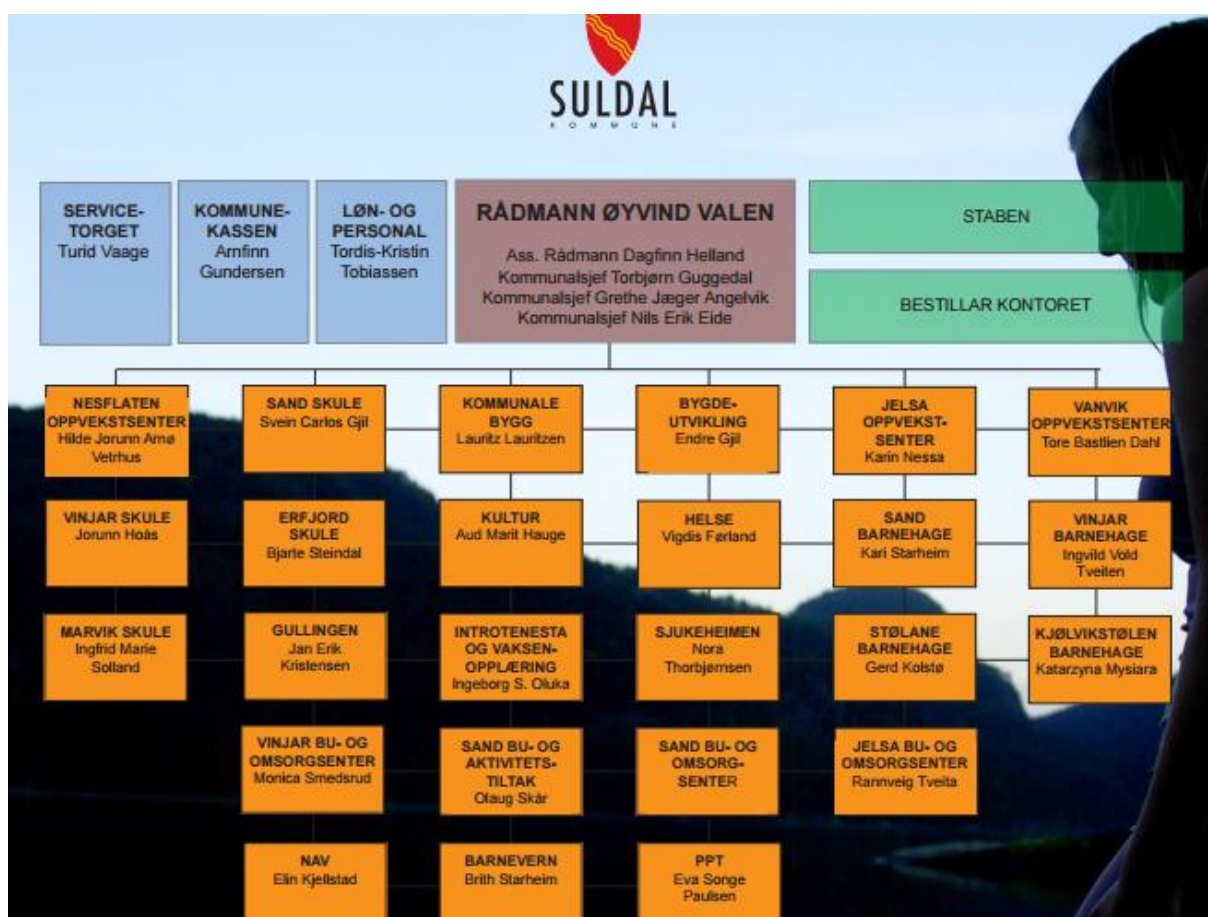 SULDAL
KOMMUNE
SERVICE-
TORGET
Turid Vaage
KOMMUNE-
KASSEN
Arnfinn
Gundersen
LØN- OG
PERSONAL
Tordis-Kristin
Tobiassen
RÅDMANN ØYVIND VALEN
Ass. Rådmann Dagfinn Helland
Kommunalsjef Torbjørn Guggedal
Kommunalsjef Grethe Jæger Angelvik
Kommunalsjef Nils Erik Eide
STABEN
BESTILLAR KONTORET
NESFLATEN
OPPVEKSTSENTER
Hilde Jorunn Arnø
Vetrhus
SAND SKULE
Svein Carlos Gjil
KOMMUNALE
BYGG
Lauritz Lauritzen
BYGDE-
UTVIKLING
Endre Gjil
JELSA
OPPVEKST-
SENTER
Karin Nessa
VANVIK
OPPVEKSTSENTER
Tore Bastlien Dahl
VINJAR SKULE
Jorunn Hoås
ERFJORD
SKULE
Bjarte Steindal
KULTUR
Aud Marit Hauge
HELSE
Vigdis Førland
SAND
BARNEHAGE
Kari Starheim
VINJAR
BARNEHAGE
Ingvild Vold
Tveiten
MARVIK SKULE
Ingfrid Marie
Solland
GULLINGEN
Jan Erik
Kristensen
INTROTENESTA
OG VAKSEN-
OPPLÆRING
Ingeborg S. Oluka
SJUKEHEIMEN
Nora
Thorbjørnsen
STØLANE
BARNEHAGE
Gerd Kolstø
KJØLVIKSTØLEN
BARNEHAGE
Katarzyna Mysiara
VINJAR BU- OG
OMSORGSENTER
Monica Smedsrud
SAND BU- OG
AKTIVITETS-
TILTAK
Olaug Skår
SAND BU- OG
OMSORG-
SENTER
JELSA BU- OG
OMSORGSENTER
Rannveig Tveita
NAV
Elin Kjellstad
BARNEVERN
Brith Starheim
PPT
Eva Songe
Paulsen